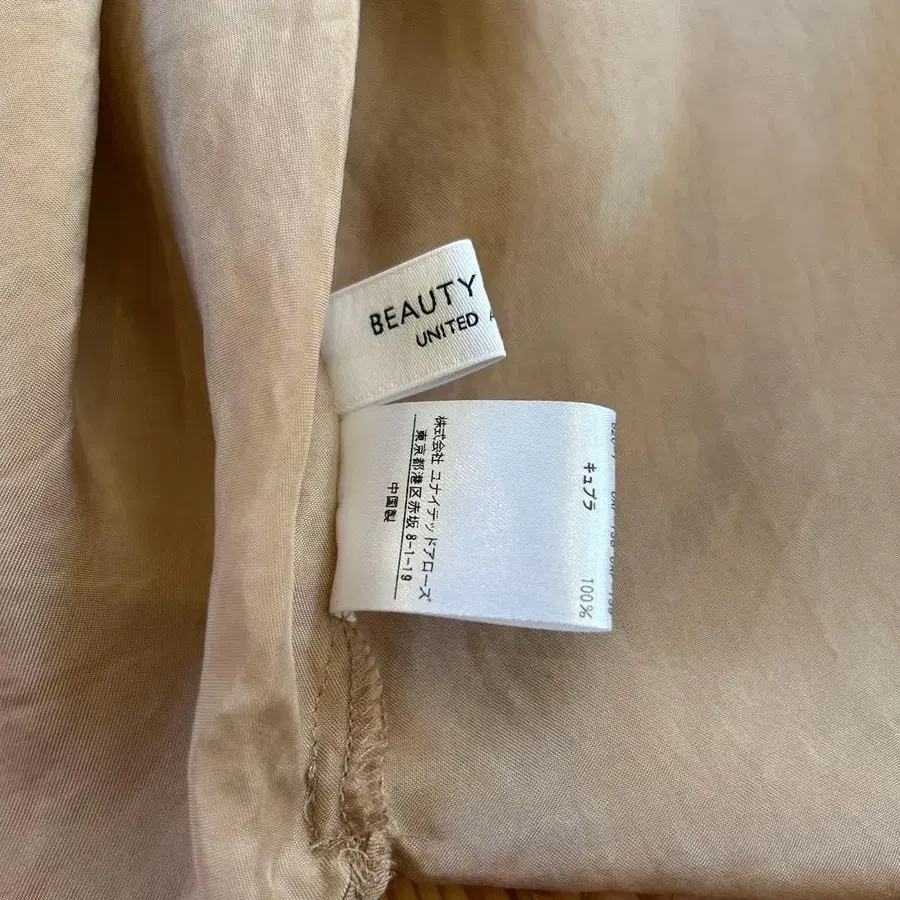 BEAUTY
UNITED A
キュプラ 100%
株式会社 ユナイテッドアローズ
東京都港区赤坂 8-1-19
中国製